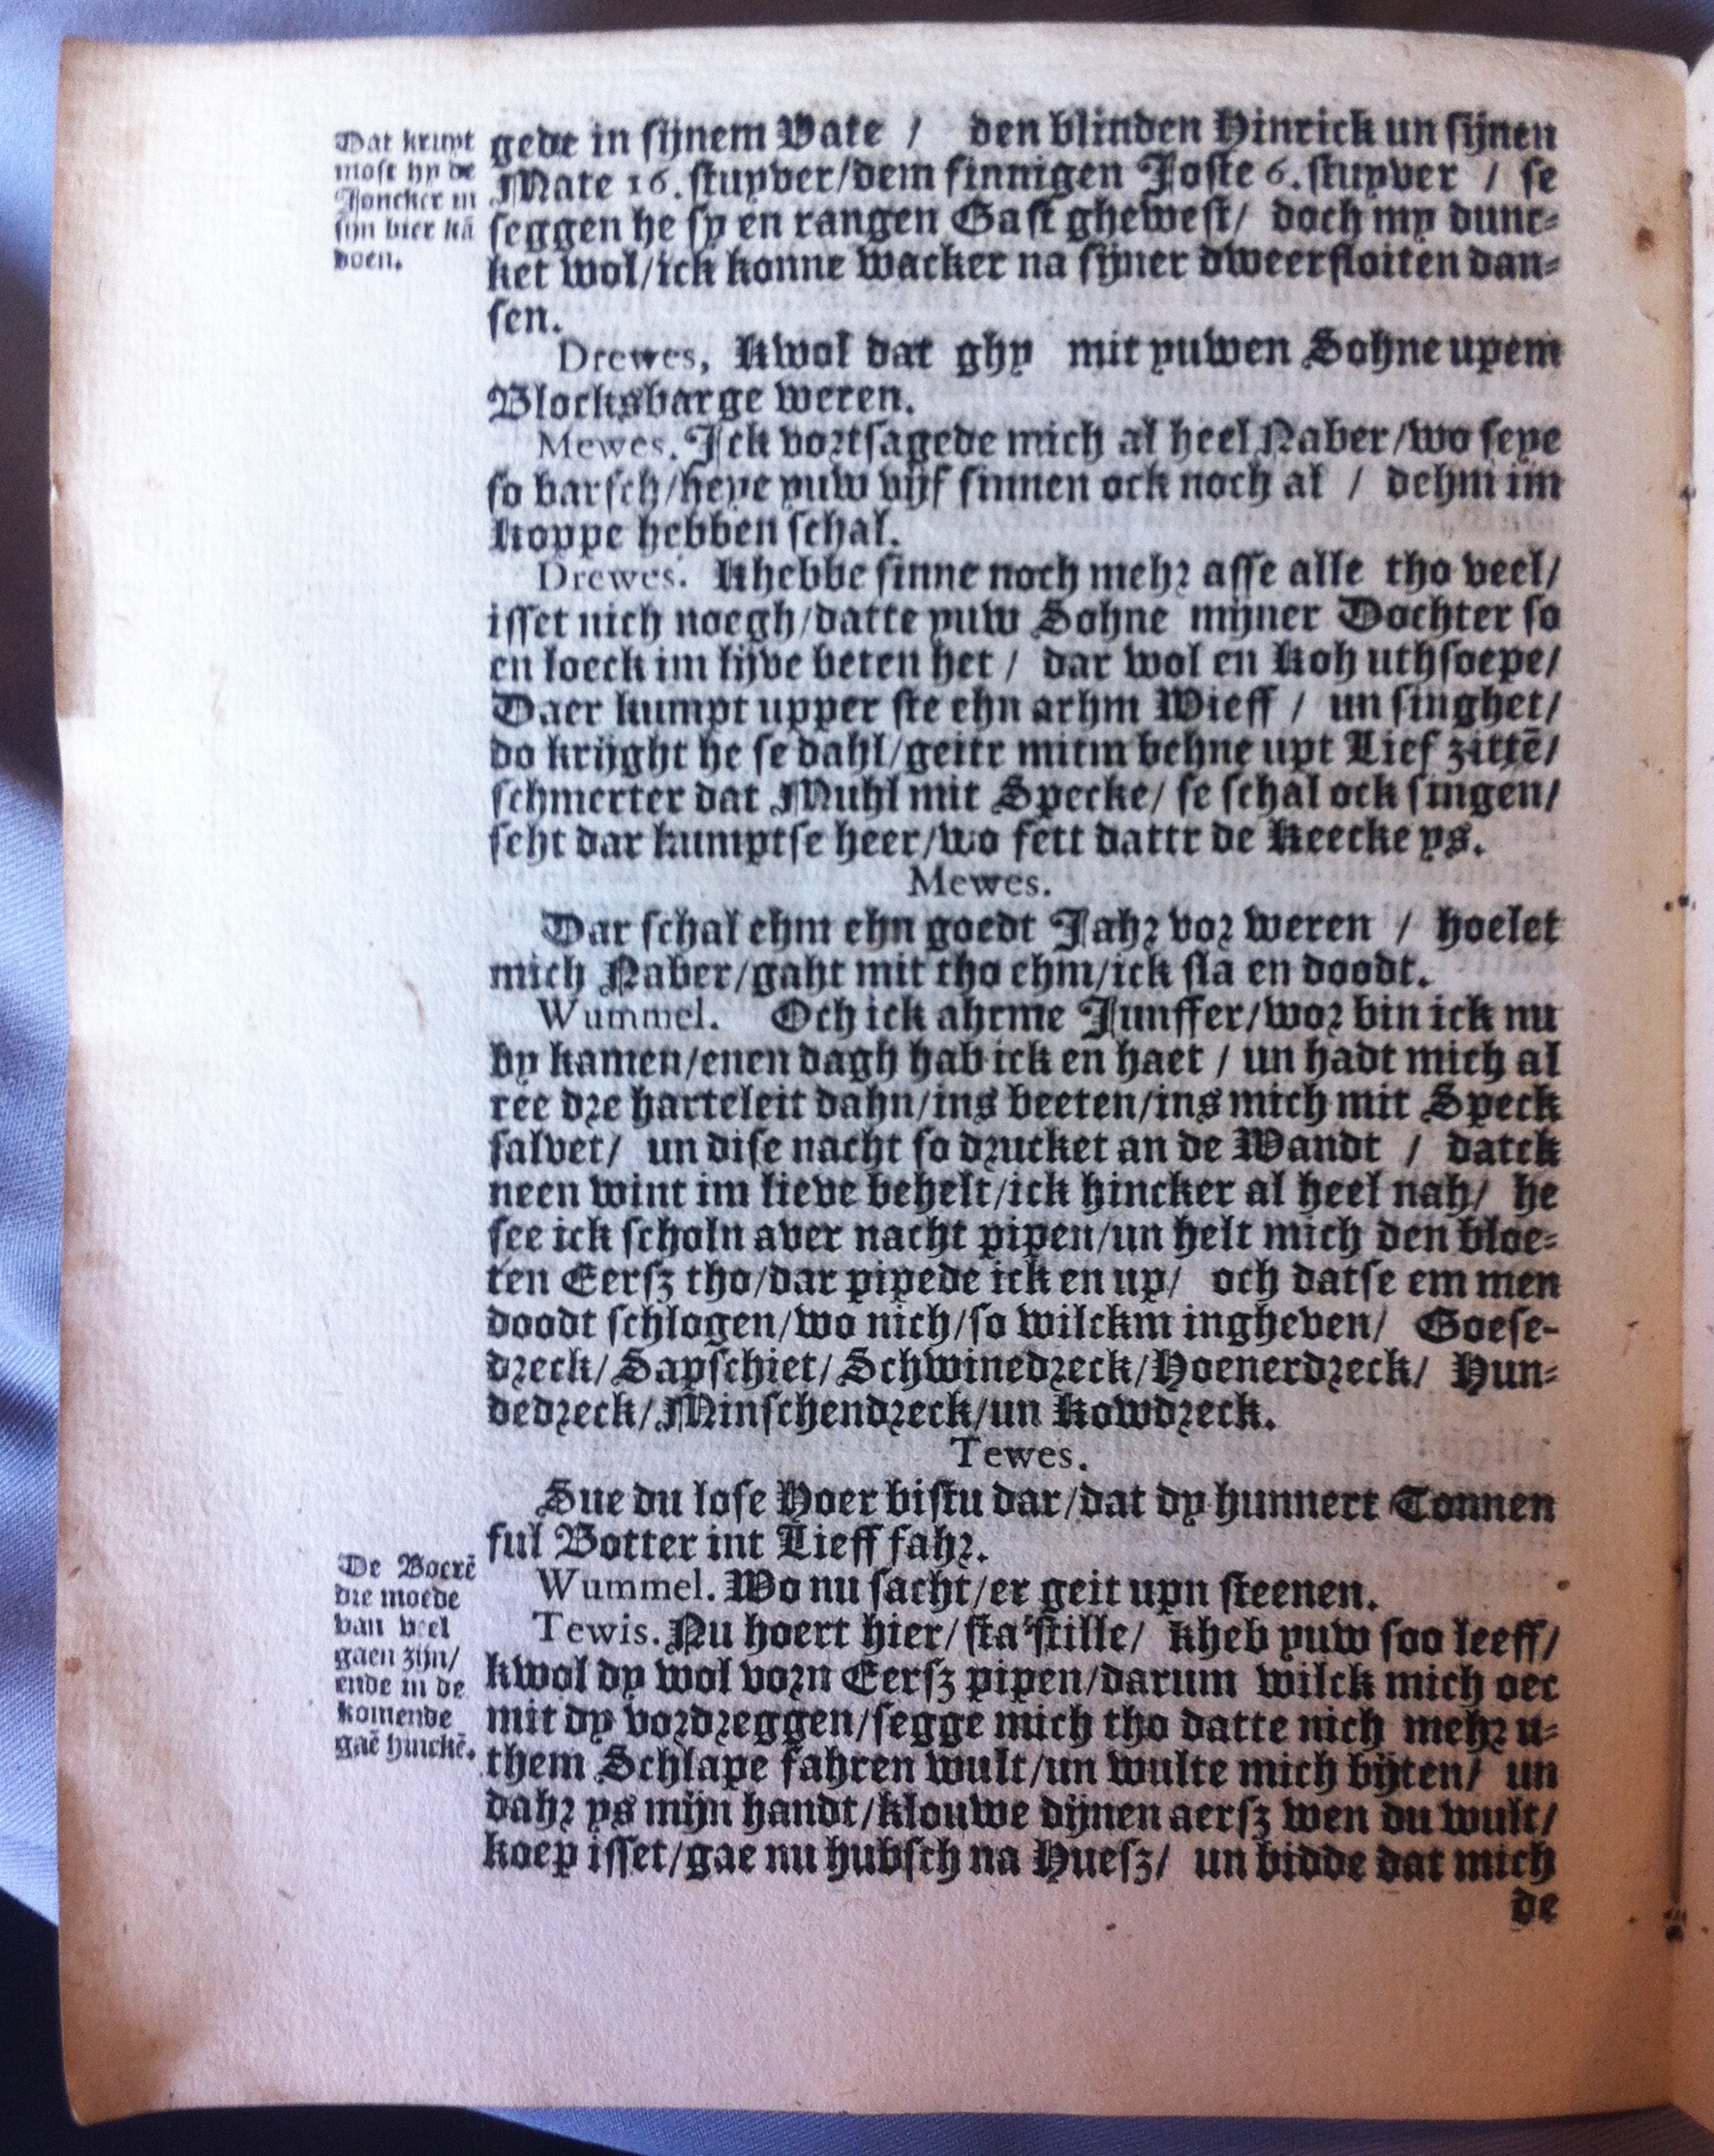 Dat kruyt
most hy de
Joncker in
sijn bier kā
doen.
gede in sijnem Vate / den blinden Hinrick un sijnen
Mate 16. stuyver/dem finnigen Joste 6. stuyver / se
seggen he sy en rangen Gast ghewest/ doch my dunc-
ket wol/ick konne wacker na sijner dweerfloiten dan-
sen.
Drewes, Kwol dat ghy mit yuwen Sohne upem
Blocksbarge weren.
Mewes. Ick vortsagede mich al heel Naber/wo seye
so barsch/heye yuw vijf sinnen ock noch al / dehm im
koppe hebben schal.
Drewes. Khebbe sinne noch mehr asse alle tho veel/
isset nich noegh/datte yuw Sohne mijner Dochter so
en loeck im lijve beten het / dar wol en Koh uthsoepe/
Daer kumpt upper ste ehn arhm Wieff / un singhet/
do krijght he se dahl/geitr mitm behne upt Lief zittē/
schmerter dat Muhl mit Specke/ se schal ock singen/
seht dar kumptse heer/wo fett dattr de Keecke ys.
Mewes.
Dar schal ehm ehn goedt Jahr vor weren / hoelet
mich Naber/gaht mit tho ehm/ick sla en doodt.
Wummel. Och ick ahrme Junffer/wor bin ick nu
by kamen/enen dagh hab ick en haet / un hadt mich al
ree dre harteleit dahn/ins beeten/ins mich mit Speck
salvet/ un dise nacht so drucket an de Wandt / datck
neen wint im lieve behelt/ick hincker al heel nah/ he
see ick scholn aver nacht pipen/un helt mich den bloe-
ten Eersz tho/dar pipede ick en up/ och datse em men
doodt schlogen/wo nich/so wilckm ingheven/ Goese-
dreck/Sapschiet/Schwinedreck/Hoenerdreck/ Hun-
dedreck/Minschendreck/un Kowdreck.
Tewes.
Sue du lose Hoer bistu dar/dat dy hunnert Tonnen
ful Botter int Lieff fahr.
Wummel. Wo nu sacht/er geit upn steenen.
De Boerē
die moede
van veel
gaen zijn/
ende in de
komende
gaē hinckē.
Tewis. Nu hoert hier/sta stille/ kheb yuw soo leeff/
kwol dy wol vorn Eersz pipen/darum wilck mich oec
mit dy vordreggen/segge mich tho datte nich mehr u-
them Schlape fahren wult/un wulte mich bijten/ un
dahr ys mijn handt/klouwe dijnen aersz wen du wult/
koep isset/gae nu hubsch na Huesz/ un bidde dat mich
de